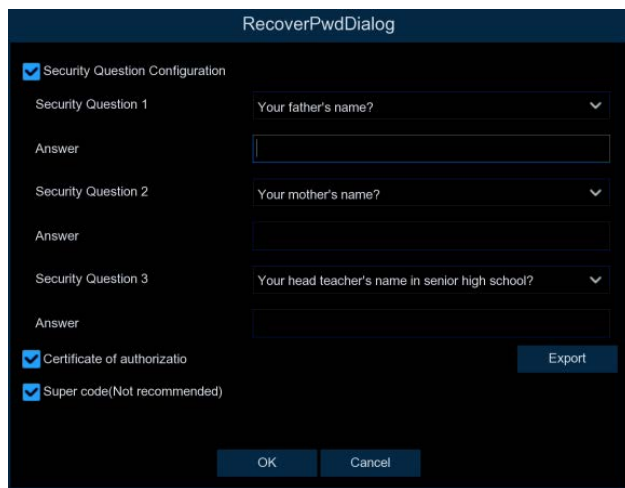 RecoverPwdDialog
Security Question Configuration
Security Question 1 Your father's name?
Answer
Security Question 2 Your mother's name?
Answer
Security Question 3 Your head teacher's name in senior high school?
Answer
Certificate of authorizatio Export
Super code(Not recommended)
OK Cancel